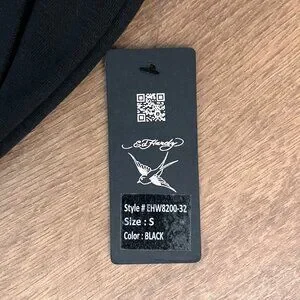 Ed Hardy
Style # EHW8200-32
Size : S
Color : BLACK